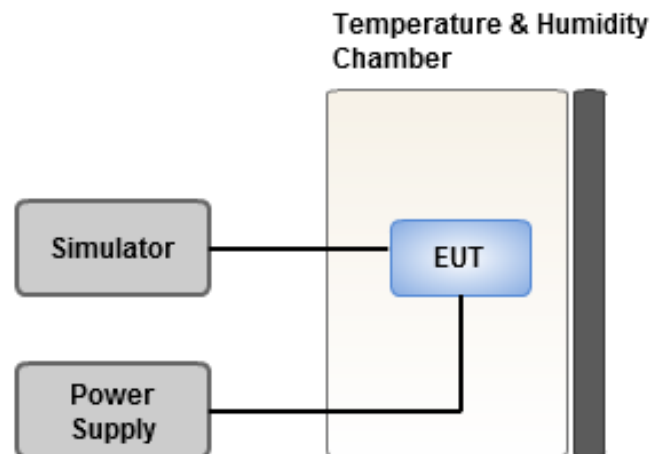 Temperature & Humidity
Chamber
Simulator
EUT
Power
Supply